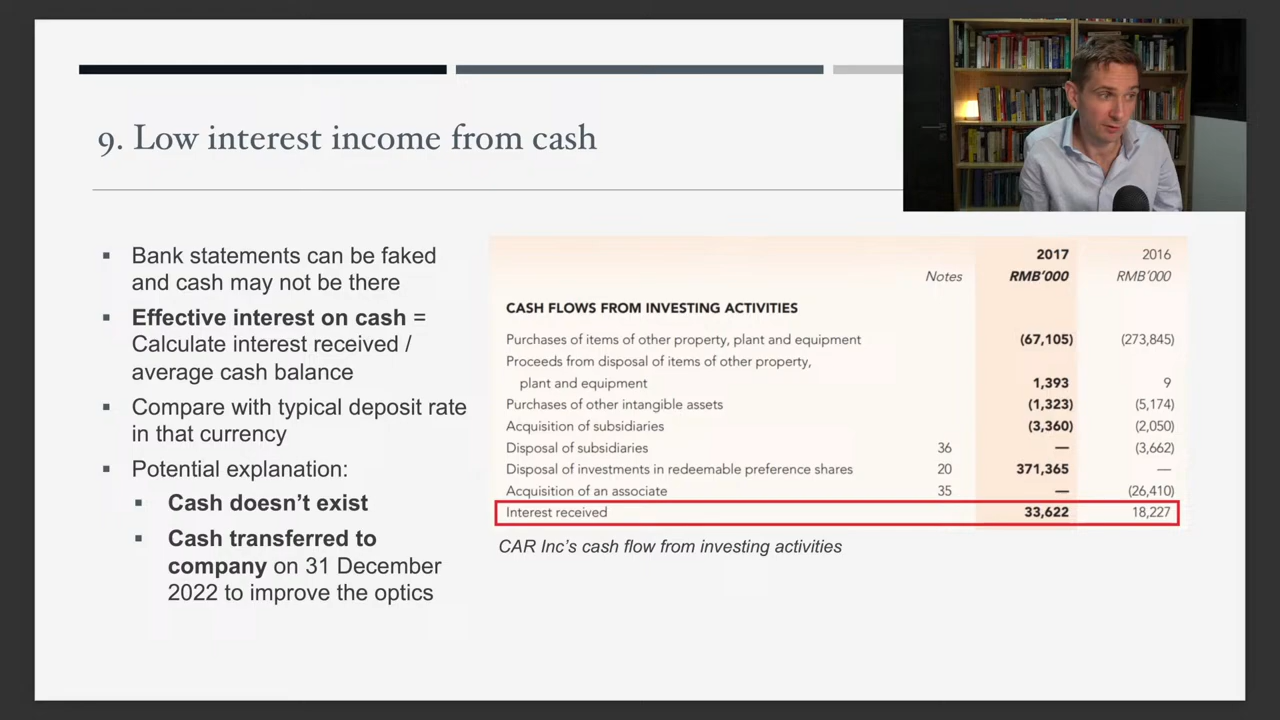 9. Low interest income from cash
▪ Bank statements can be faked
and cash may not be there
▪ Effective interest on cash =
Calculate interest received /
average cash balance
▪ Compare with typical deposit rate
in that currency
▪ Potential explanation:
▪ Cash doesn't exist
▪ Cash transferred to
company on 31 December
2022 to improve the optics
2017 2016
Notes RMB'000 RMB'000
CASH FLOWS FROM INVESTING ACTIVITIES
Purchases of items of other property, plant and equipment (67,105) (273,845)
Proceeds from disposal of items of other property,
plant and equipment 1,393 9
Purchases of other intangible assets (1,323) (5,174)
Acquisition of subsidiaries (3,360) (2,050)
Disposal of subsidiaries 36 — (3,662)
Disposal of investments in redeemable preference shares 20 371,365 —
Acquisition of an associate 35 — (26,410)
Interest received 33,622 18,227
CAR Inc's cash flow from investing activities